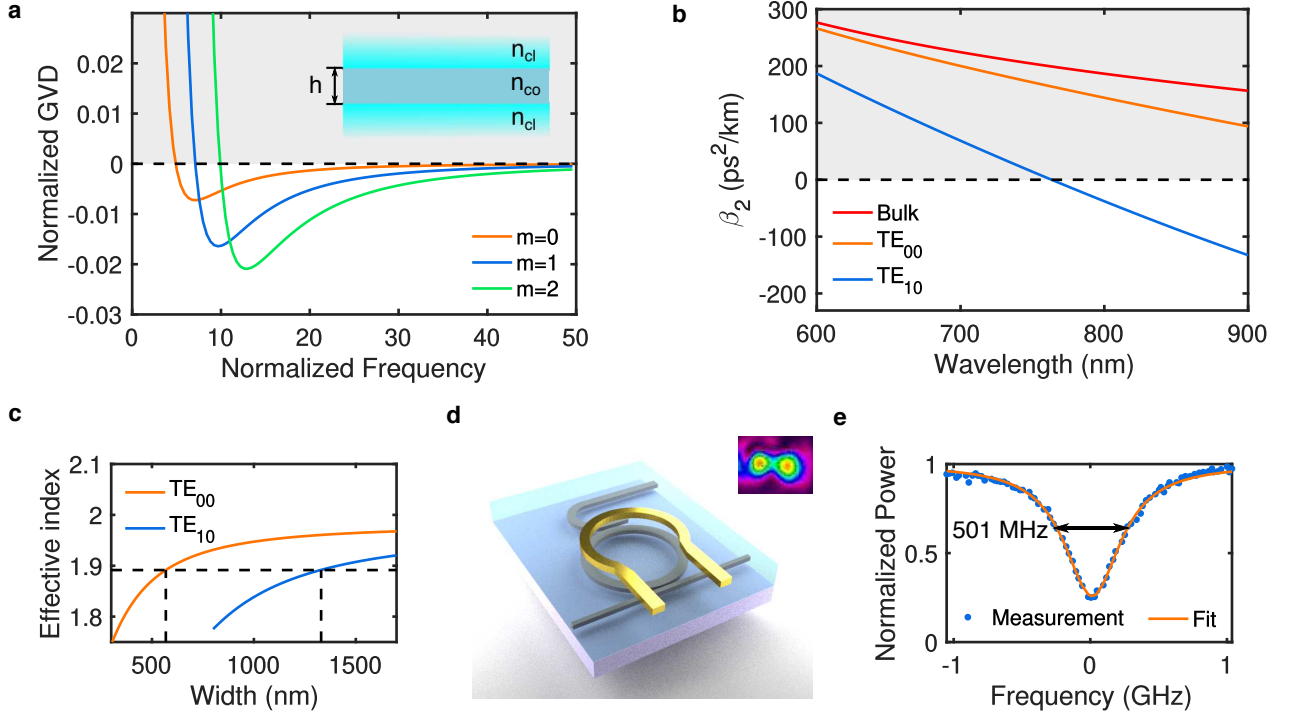 a
Normalized GVD
0.02
0.01
0
-0.01
-0.02
-0.03
0 10 20 30 40 50
Normalized Frequency
h
n_cl
n_co
n_cl
m=0
m=1
m=2
b
β_2 (ps^2/km)
300
200
100
0
-100
-200
600 700 800 900
Wavelength (nm)
Bulk
TE_00
TE_10
c
Effective index
2.1
2
1.9
1.8
500 1000 1500
Width (nm)
TE_00
TE_10
d
e
Normalized Power
1
0.5
0
-1 0 1
Frequency (GHz)
501 MHz
Measurement Fit